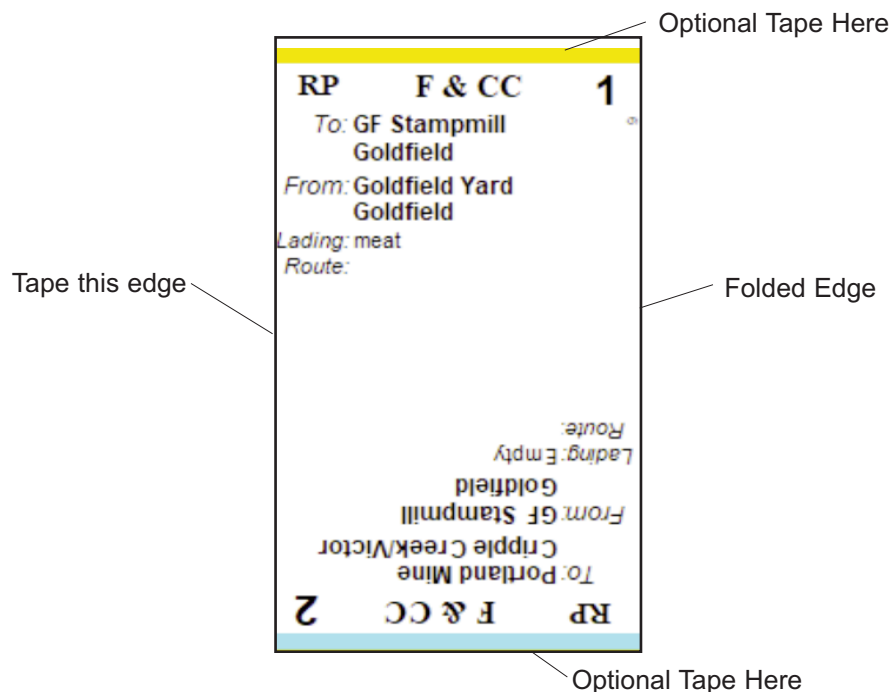 Optional Tape Here
RP F & CC 1
6
To: GF Stampmill
Goldfield
From: Goldfield Yard
Goldfield
Lading: meat
Route:
Tape this edge
Folded Edge
RP F & CC 2
To: Portland Mine
Cripple Creek/Victor
From: GF Stampmill
Goldfield
Lading: Empty
Route:
Optional Tape Here